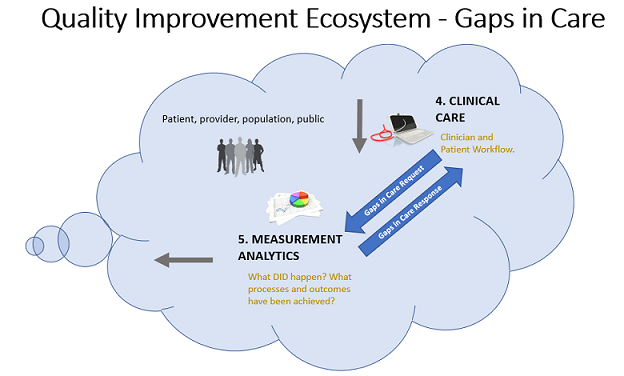 Quality Improvement Ecosystem - Gaps in Care
Patient, provider, population, public
4. CLINICAL
CARE
Clinician and
Patient Workflow.
Gaps in Care Request
Gaps in Care Response
5. MEASUREMENT
ANALYTICS
What DID happen? What
processes and outcomes
have been achieved?